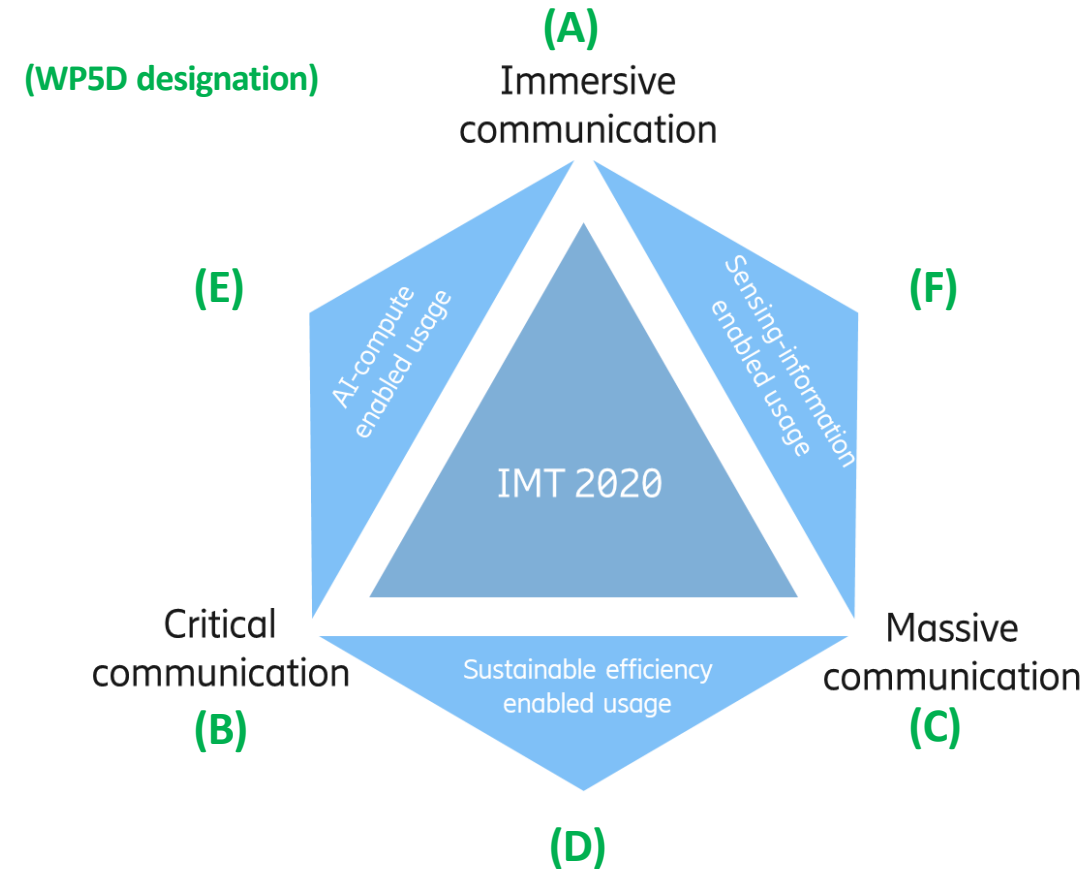 (A)
(WP5D designation)
Immersive
communication
(E)
(F)
AI-compute
enabled usage
Sensing-information
enabled usage
IMT 2020
Critical
communication
(B)
Massive
communication
(C)
Sustainable efficiency
enabled usage
(D)